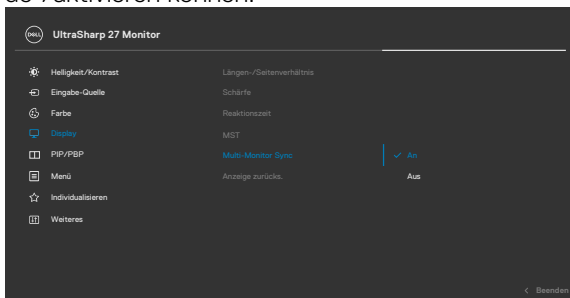 DELL UltraSharp 27 Monitor
Helligkeit/Kontrast Längen-/Seitenverhältnis
Eingabe-Quelle Schärfe
Farbe Reaktionszeit
Display MST
PIP/PBP Multi-Monitor Sync An
Menü Anzeige zurücks. Aus
Individualisieren
Weiteres
Beenden